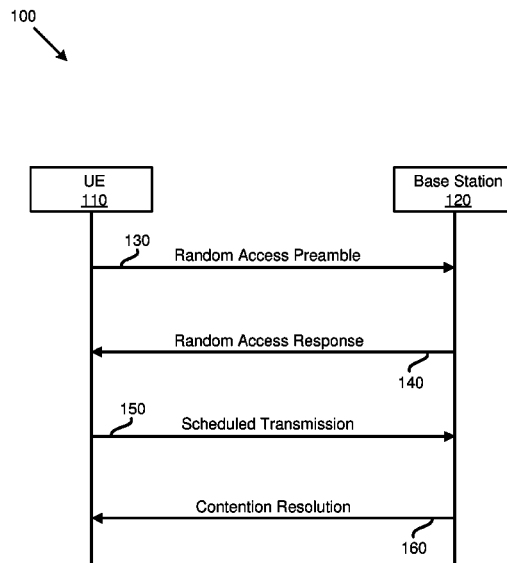 100
UE
110
Base Station
120
130
Random Access Preamble
Random Access Response
140
150
Scheduled Transmission
Contention Resolution
160